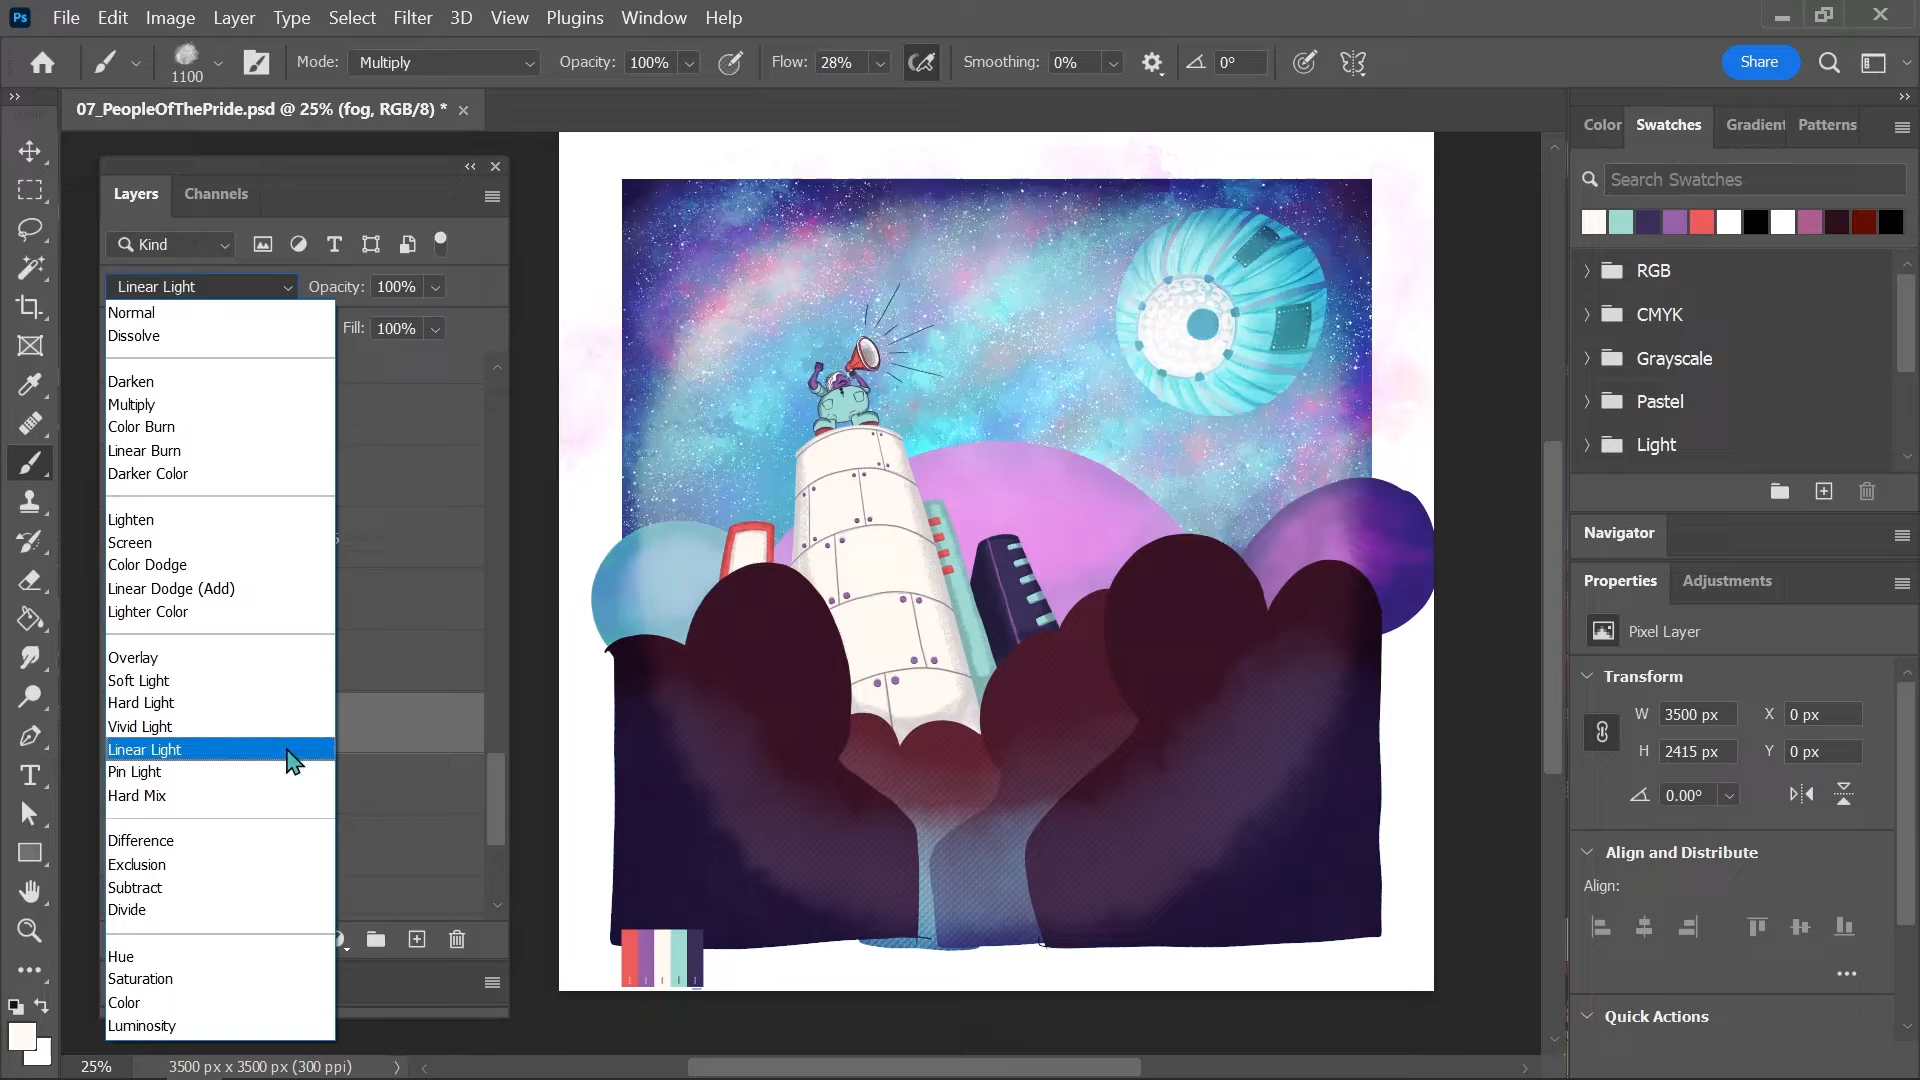 Ps File Edit Image Layer Type Select Filter 3D View Plugins Window Help
1100 Mode: Multiply Opacity: 100% Flow: 28% Smoothing: 0% 0° Share
07_PeopleOfThePride.psd @ 25% (fog, RGB/8) *
Layers Channels
Kind
Linear Light Opacity: 100%
Fill: 100%
Normal
Dissolve
Darken
Multiply
Color Burn
Linear Burn
Darker Color
Lighten
Screen
Color Dodge
Linear Dodge (Add)
Lighter Color
Overlay
Soft Light
Hard Light
Vivid Light
Linear Light
Pin Light
Hard Mix
Difference
Exclusion
Subtract
Divide
Hue
Saturation
Color
Luminosity
Color Swatches Gradient Patterns
Search Swatches
RGB
CMYK
Grayscale
Pastel
Light
Navigator
Properties Adjustments
Pixel Layer
Transform
W 3500 px X 0 px
H 2415 px Y 0 px
0.00°
Align and Distribute
Align:
Quick Actions
25% 3500 px x 3500 px (300 ppi)